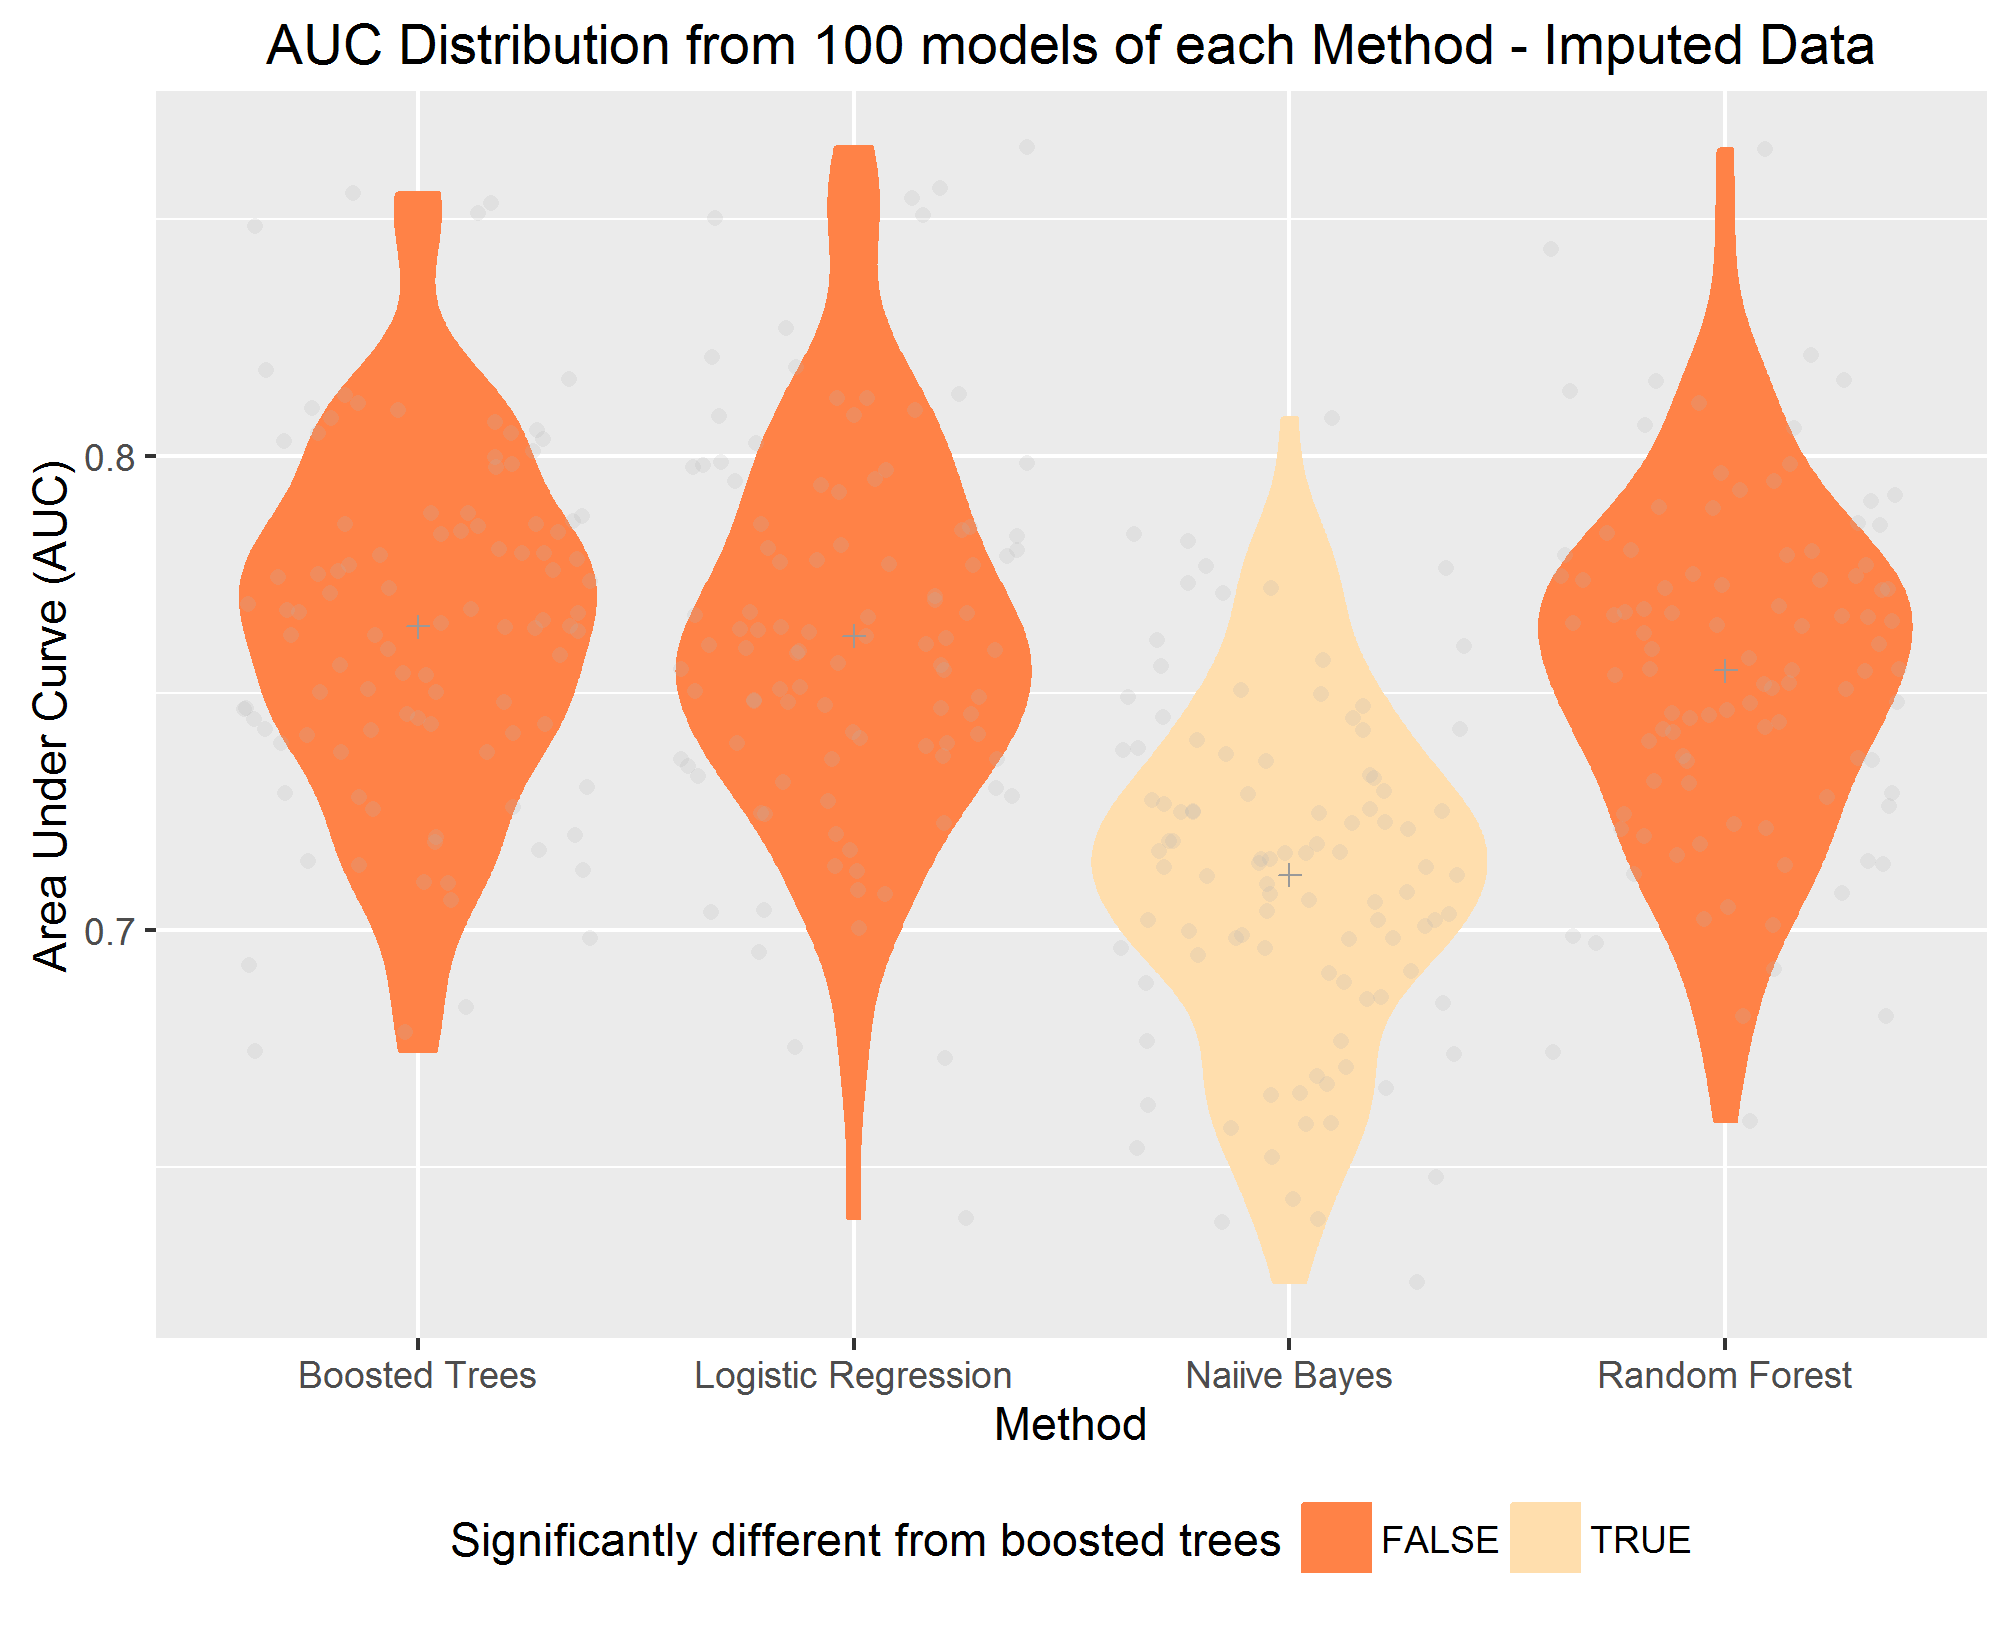 AUC Distribution from 100 models of each Method - Imputed Data
Area Under Curve (AUC)
0.8
0.7
Boosted Trees
Logistic Regression
Naiive Bayes
Random Forest
Method
Significantly different from boosted trees
FALSE
TRUE